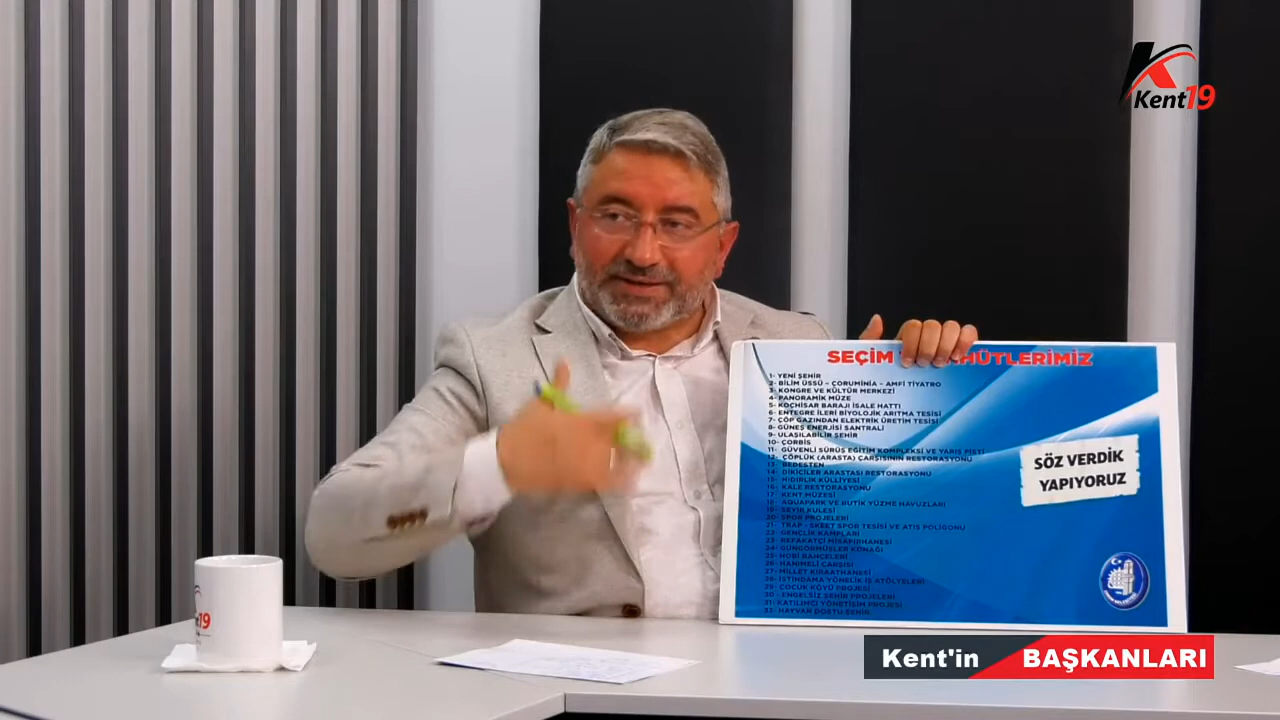 Kent19
SEÇİM HÜTLERİMİZ
1- YENİ ŞEHİR
2- BİLİM ÜSSÜ - ÇORUMİNİA - AMFİ TİYATRO
3- KONGRE VE KÜLTÜR MERKEZİ
4- PANORAMİK MÜZE
5- KOÇHİSAR BARAJI İSALE HATTI
6- ENTEGRE İLERİ BİYOLOJİK ARITMA TESİSİ
7- ÇÖP GAZINDAN ELEKTRİK ÜRETİM TESİSİ
8- GÜNEŞ ENERJİSİ SANTRALİ
9- ULAŞILABİLİR ŞEHİR
10- ÇORBİS
11- GÜVENLİ SÜRÜŞ EĞİTİM KOMPLEKSİ VE YARIŞ PİSTİ
12- ÇÖPLÜK (ARASTA) ÇARŞISININ RESTORASYONU
13- BEDESTEN
14- DİKİCİLER ARASTASI RESTORASYONU
15- HIDIRLIK KÜLLİYESİ
16- KALE RESTORASYONU
17- KENT MÜZESİ
18- AQUAPARK VE BUTİK YÜZME HAVUZLARI
19- SEYİR KULESİ
20- SPOR PROJELERİ
21- TRAP - SKEET SPOR TESİSİ VE ATIŞ POLİGONU
22- GENÇLİK KAMPLARI
23- REFAKATÇİ MİSAFİRHANESİ
24- GÜNGÖRMÜŞLER KONAĞI
25- HOBİ BAHÇELERİ
26- HANIMELİ ÇARŞISI
27- MİLLET KIRAATHANESİ
28- İSTİHDAMA YÖNELİK İŞ ATÖLYELERİ
29- ÇOCUK KÖYÜ PROJESİ
30- ENGELSİZ ŞEHİR PROJELERİ
31- KATILIMCI YÖNETİŞİM PROJESİ
32- HAYVAN DOSTU ŞEHİR
SÖZ VERDİK
YAPIYORUZ
19
Kent'in BAŞKANLARI